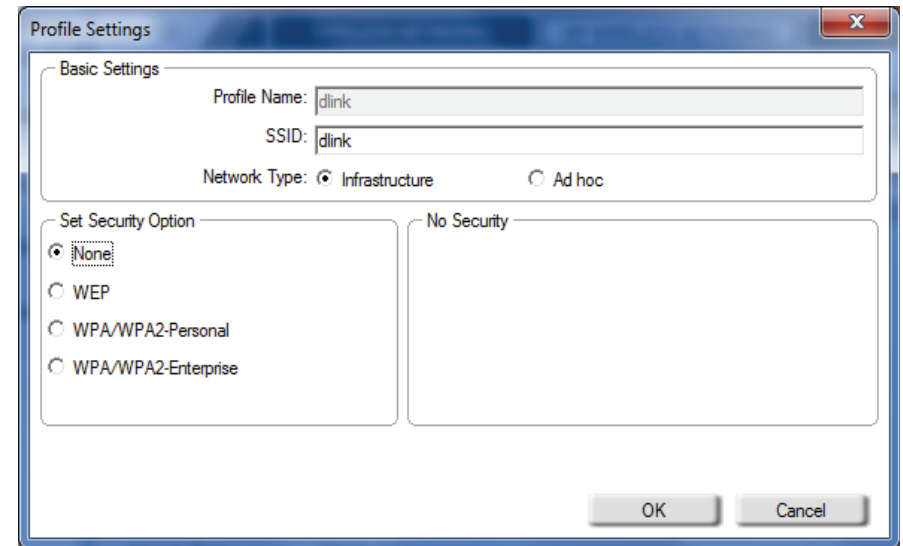 Profile Settings
Basic Settings
Profile Name: dlink
SSID: dlink
Network Type: Infrastructure Ad hoc
Set Security Option
None
WEP
WPA/WPA2-Personal
WPA/WPA2-Enterprise
No Security
OK Cancel